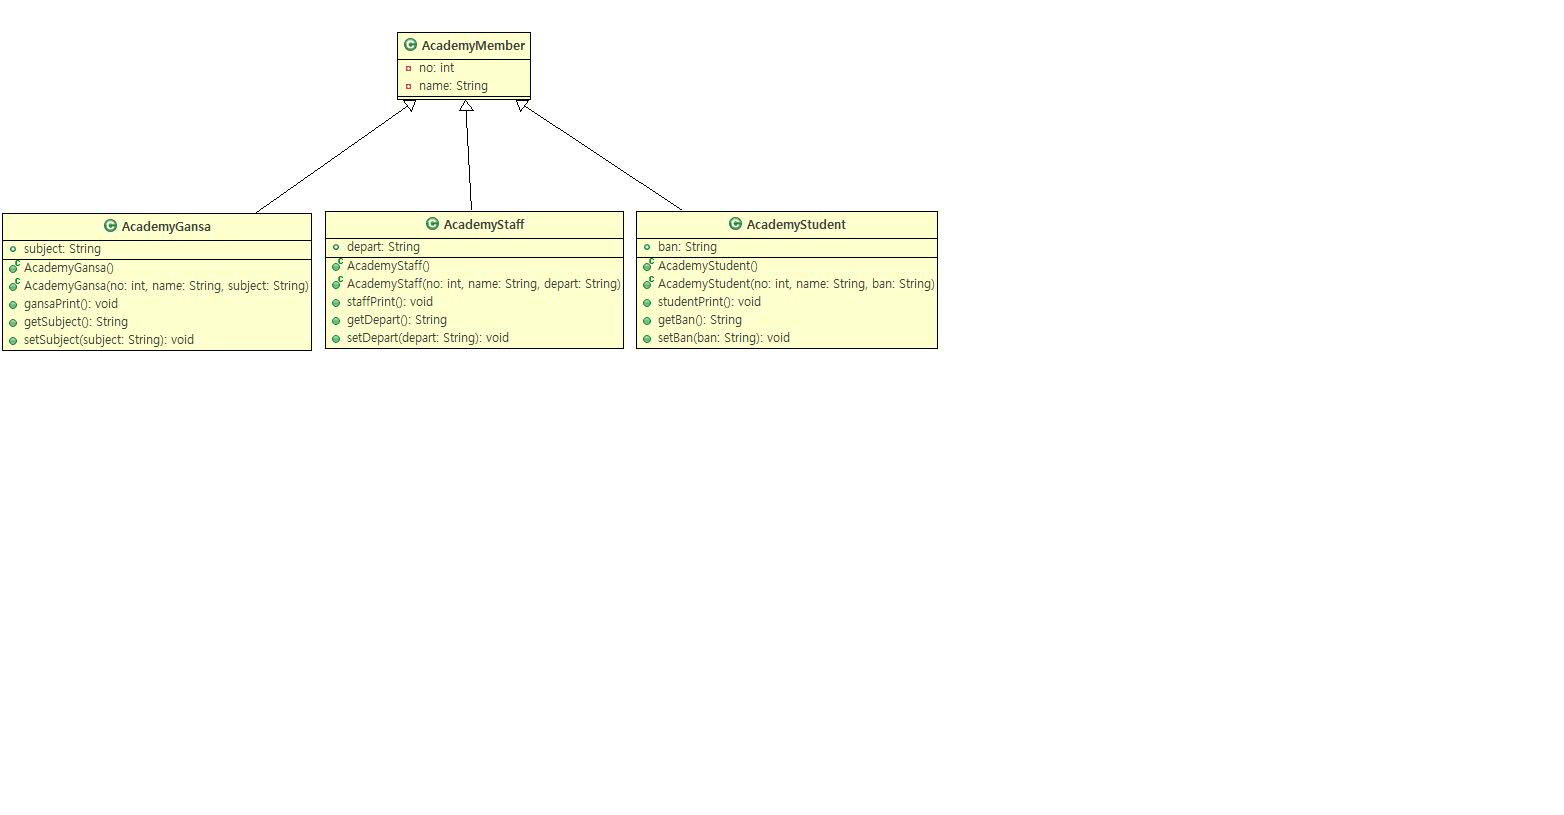 AcademyMember
no: int
name: String
AcademyGansa
subject: String
AcademyGansa()
AcademyGansa(no: int, name: String, subject: String)
gansaPrint(): void
getSubject(): String
setSubject(subject: String): void
AcademyStaff
depart: String
AcademyStaff()
AcademyStaff(no: int, name: String, depart: String)
staffPrint(): void
getDepart(): String
setDepart(depart: String): void
AcademyStudent
ban: String
AcademyStudent()
AcademyStudent(no: int, name: String, ban: String)
studentPrint(): void
getBan(): String
setBan(ban: String): void